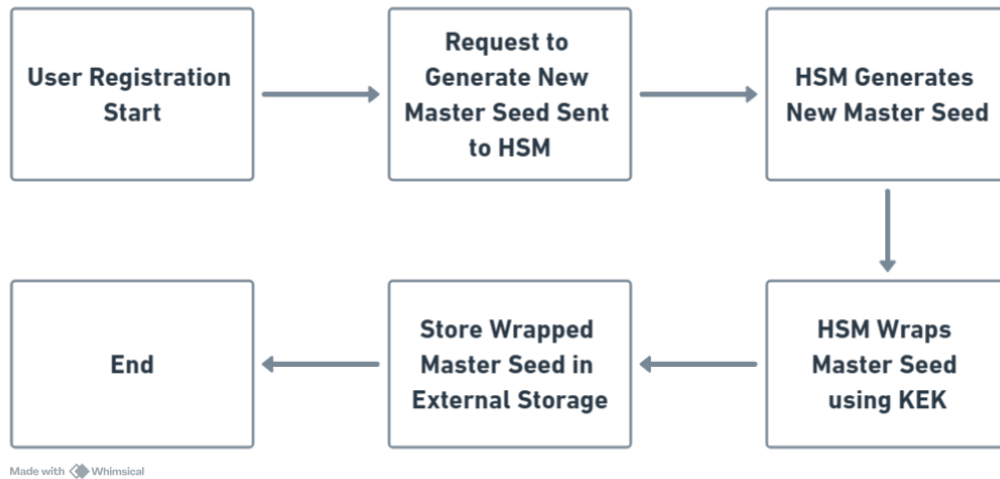 User Registration
Start
Request to
Generate New
Master Seed Sent
to HSM
HSM Generates
New Master Seed
HSM Wraps
Master Seed
using KEK
Store Wrapped
Master Seed in
External Storage
End
Made with Whimsical